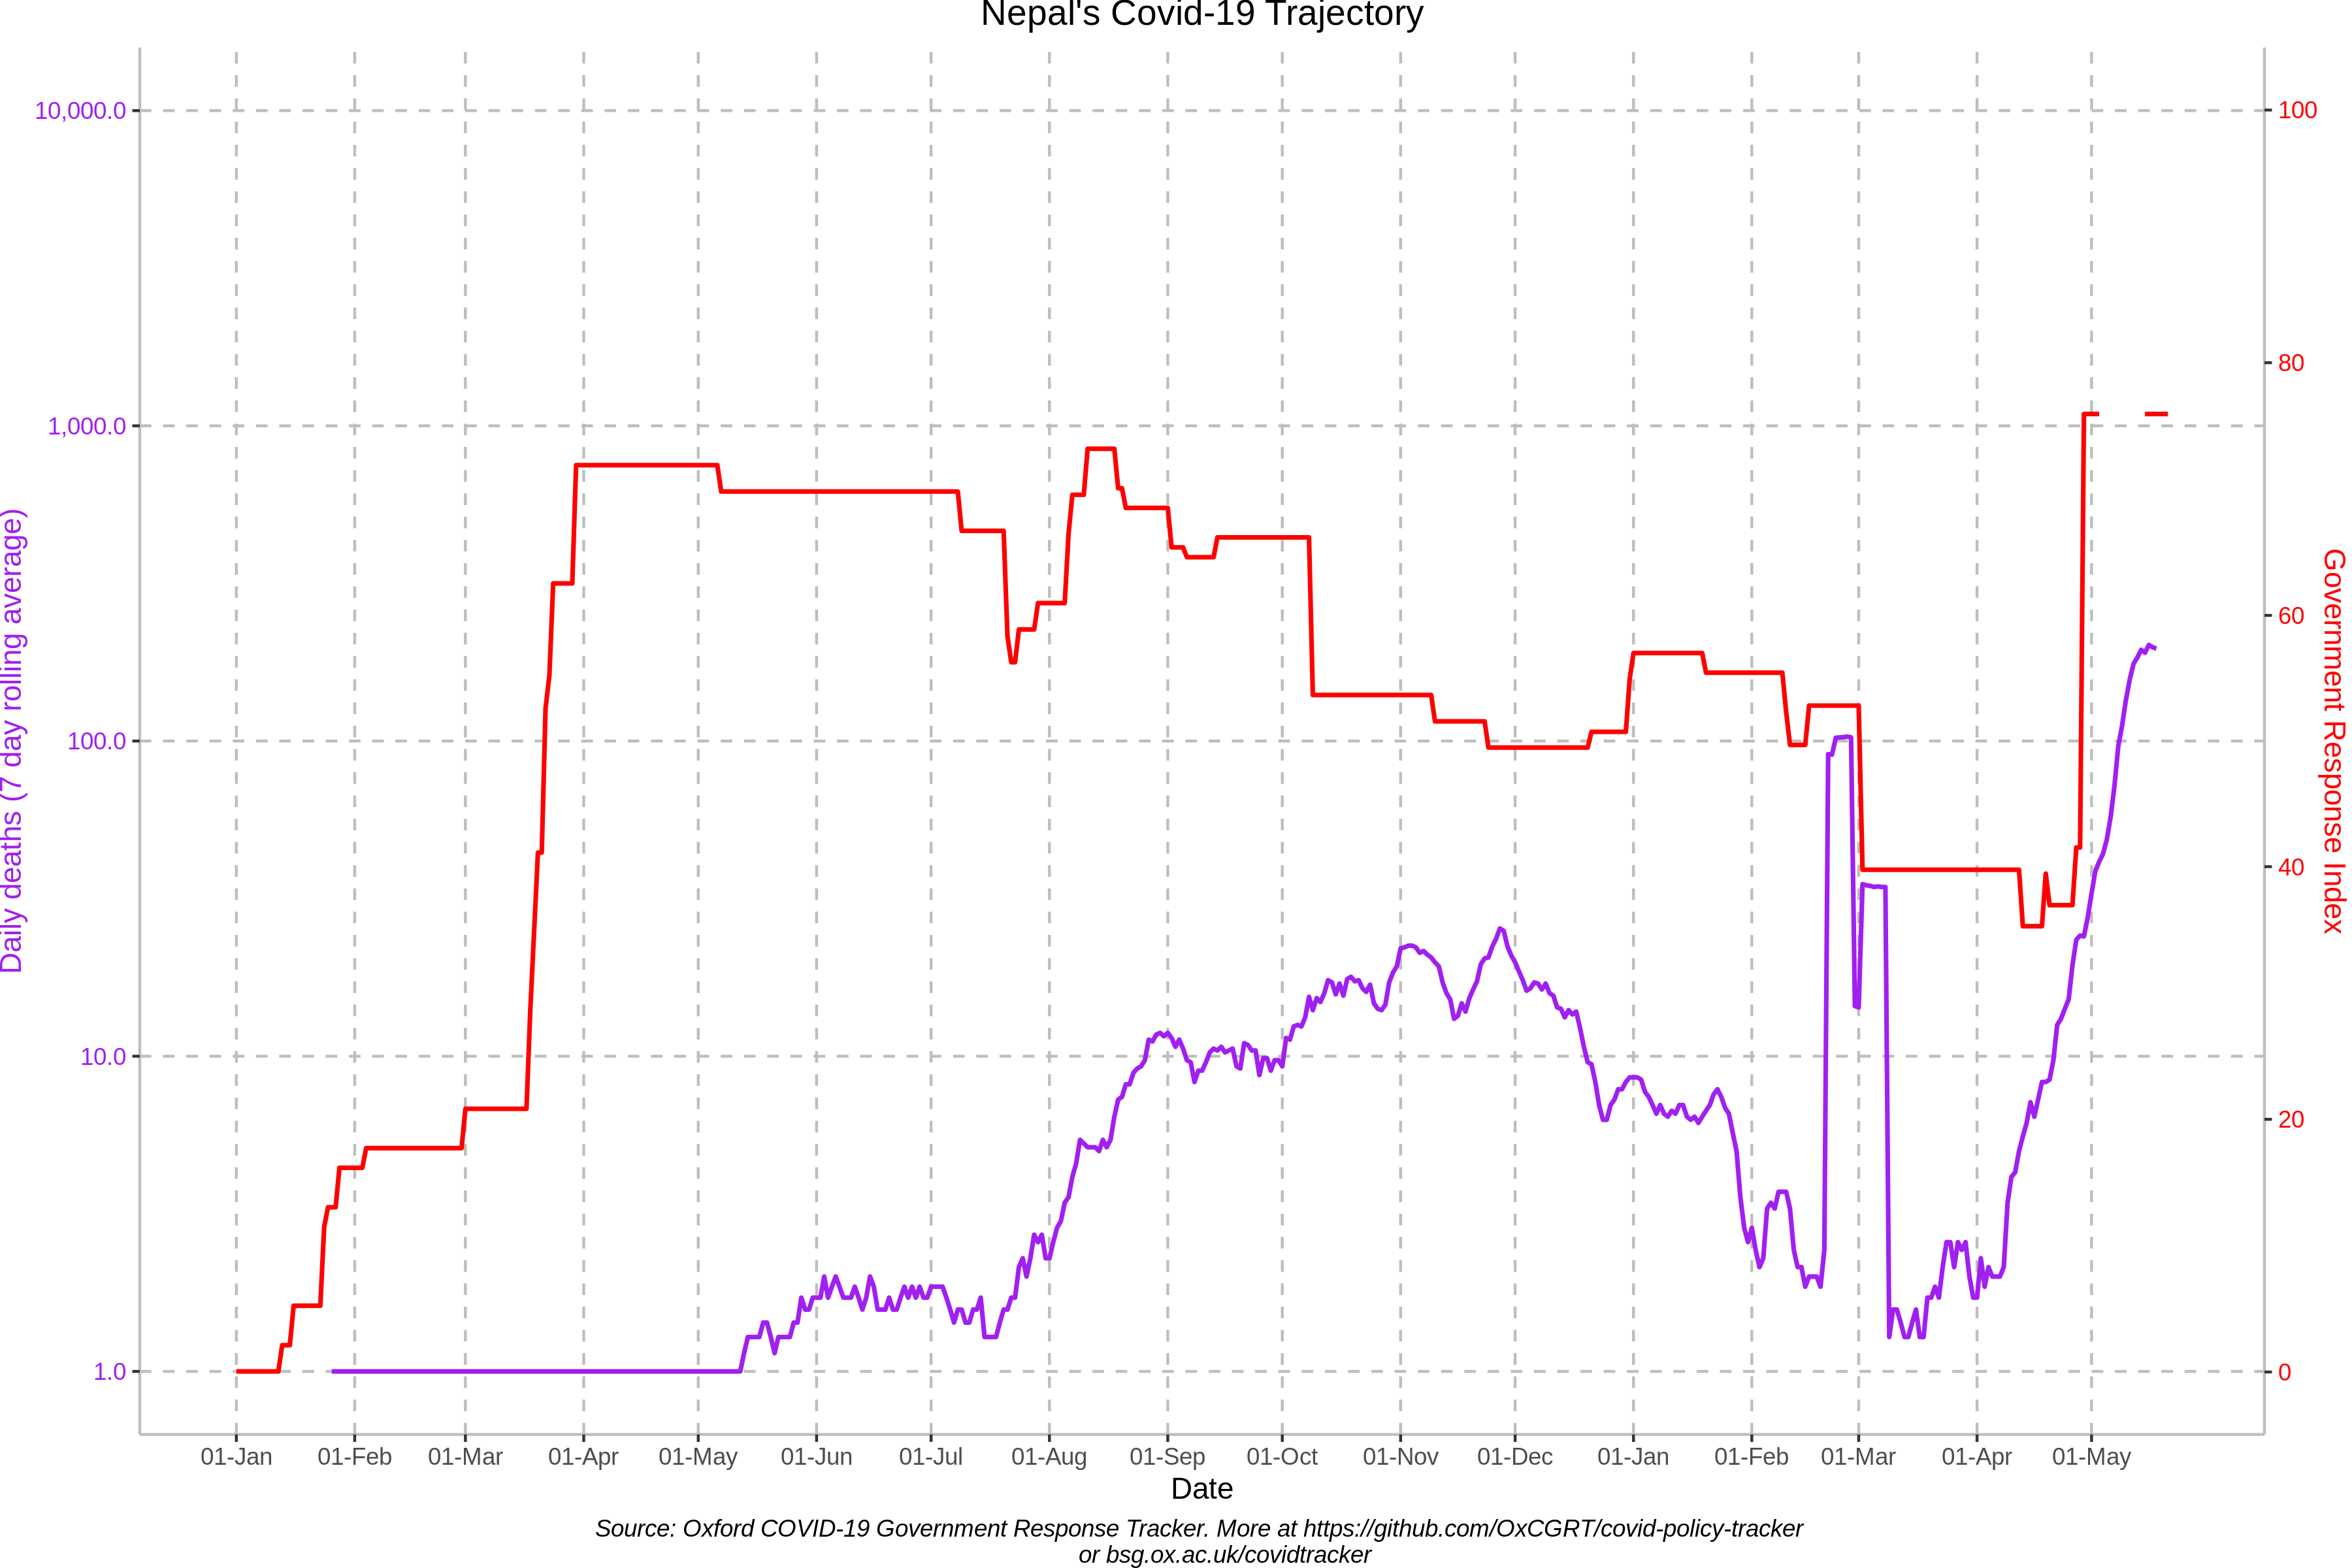 Nepal's Covid-19 Trajectory
10,000.0
1,000.0
100.0
10.0
1.0
Daily deaths (7 day rolling average)
100
80
60
40
20
0
Government Response Index
01-Jan 01-Feb 01-Mar 01-Apr 01-May 01-Jun 01-Jul 01-Aug 01-Sep 01-Oct 01-Nov 01-Dec 01-Jan 01-Feb 01-Mar 01-Apr 01-May
Date
Source: Oxford COVID-19 Government Response Tracker. More at https://github.com/OxCGRT/covid-policy-tracker
or bsg.ox.ac.uk/covidtracker